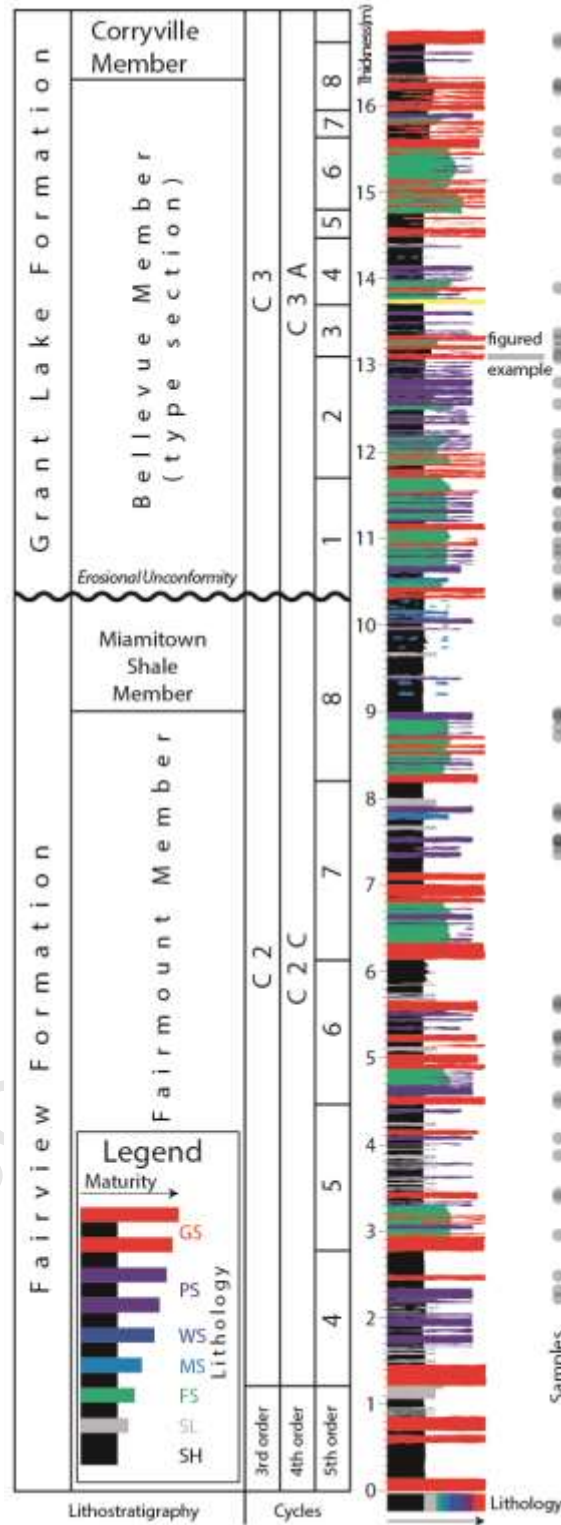 Corryville
Member
Grant Lake Formation
Bellevue Member
(type section)
Erosional Unconformity
Miamitown
Shale
Member
Fairview Formation
Fairmount Member
C 3
C 3 A
C 2
C 2 C
8
7
6
5
4
3
2
1
8
7
6
5
4
3rd order
4th order
5th order
Thickness(m)
16
15
14
13
12
11
10
9
8
7
6
5
4
3
2
1
0
figured
example
Legend
Maturity
GS
PS
WS
MS
FS
SL
SH
Lithology
Samples
Lithostratigraphy
Cycles
Lithology